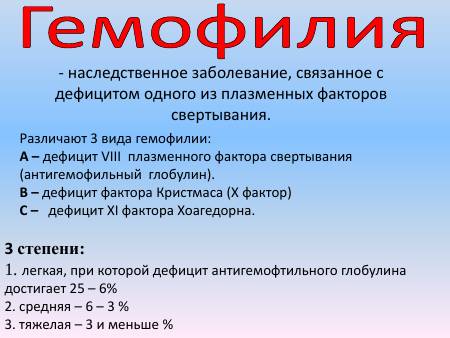 Гемофилия
- наследственное заболевание, связанное с
дефицитом одного из плазменных факторов
свертывания.
Различают 3 вида гемофилии:
А – дефицит VIII плазменного фактора свертывания
(антигемофильный глобулин).
В – дефицит фактора Кристмаса (X фактор)
С – дефицит XI фактора Хоагедорна.
3 степени:
1. легкая, при которой дефицит антигемофтильного глобулина
достигает 25 – 6%
2. средняя – 6 – 3 %
3. тяжелая – 3 и меньше %